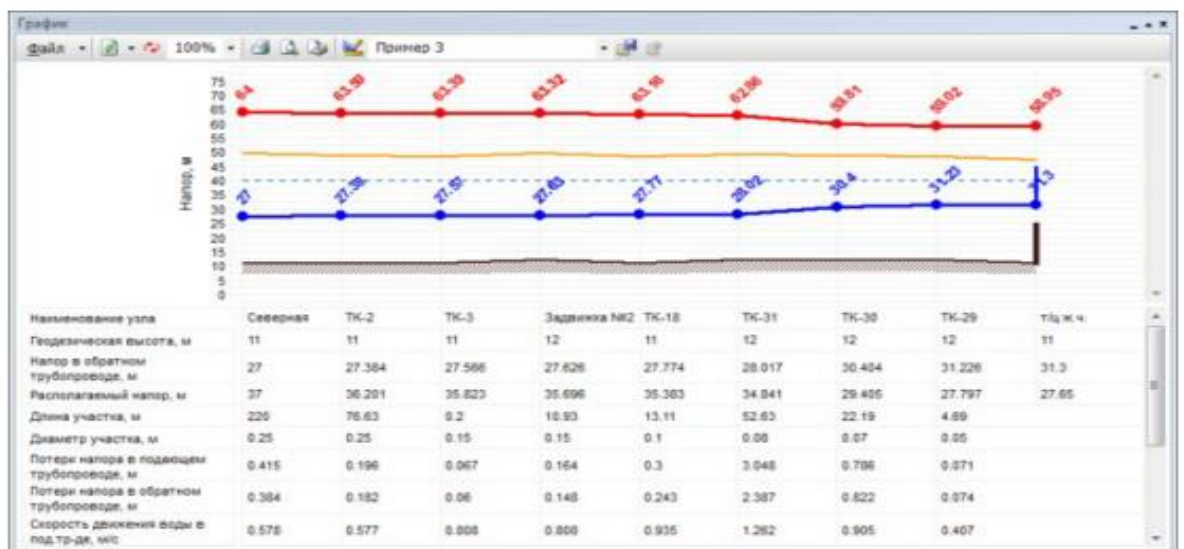 График
Файл 100% Пример 3
75
70
65
60
55
50
45
40
35
30
25
20
15
10
5
0
Напор, м
64 63.59 63.39 63.32 63.16 62.86 59.81 59.02 58.95
27 27.38 27.57 27.63 27.77 28.02 30.4 31.23 31.3
Наименование узла Северная ТК-2 ТК-3 Задвижка №2 ТК-18 ТК-31 ТК-30 ТК-29 ж.ч.
Геодезическая высота, м 11 11 11 12 11 12 12 12 11
Напор в обратном
трубопроводе, м 27 27.384 27.566 27.626 27.774 28.017 30.404 31.226 31.3
Располагаемый напор, м 37 36.201 35.823 35.696 35.383 34.841 29.405 27.797 27.65
Длина участка, м 220 76.63 0.2 10.93 13.11 52.63 22.19 4.69
Диаметр участка, м 0.25 0.25 0.15 0.15 0.1 0.08 0.07 0.05
Потери напора в подающем
трубопроводе, м 0.415 0.196 0.067 0.164 0.3 3.048 0.786 0.071
Потери напора в обратном
трубопроводе, м 0.384 0.182 0.06 0.148 0.243 2.387 0.822 0.074
Скорость движения воды в
под.тр-де, м/с 0.578 0.577 0.808 0.808 0.935 1.262 0.905 0.407